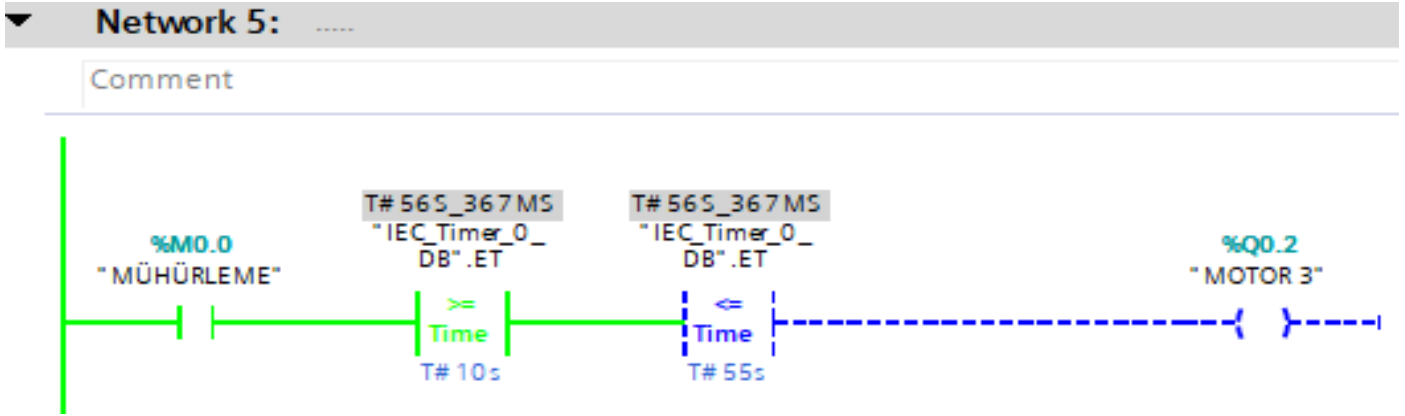 Network 5: .....
Comment
T#56S_367MS T#56S_367MS
"IEC_Timer_0_ "IEC_Timer_0_
%M0.0 DB".ET DB".ET %Q0.2
"MÜHÜRLEME" "MOTOR 3"
>= <=
Time Time
T#10s T#55s